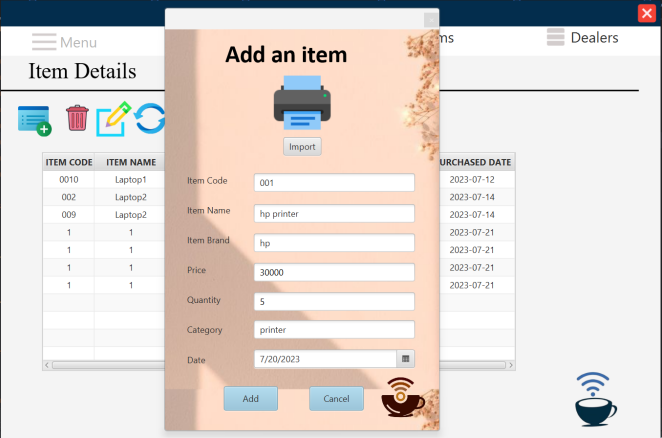 Menu
ms
Dealers
Item Details
Add an item
Import
ITEM CODE ITEM NAME URCHASED DATE
0010 Laptop1 2023-07-12
002 Laptop2 2023-07-14
009 Laptop2 2023-07-14
1 1 2023-07-21
1 1 2023-07-21
1 1 2023-07-21
1 1 2023-07-21
Item Code 001
Item Name hp printer
Item Brand hp
Price 30000
Quantity 5
Category printer
Date 7/20/2023
Add Cancel